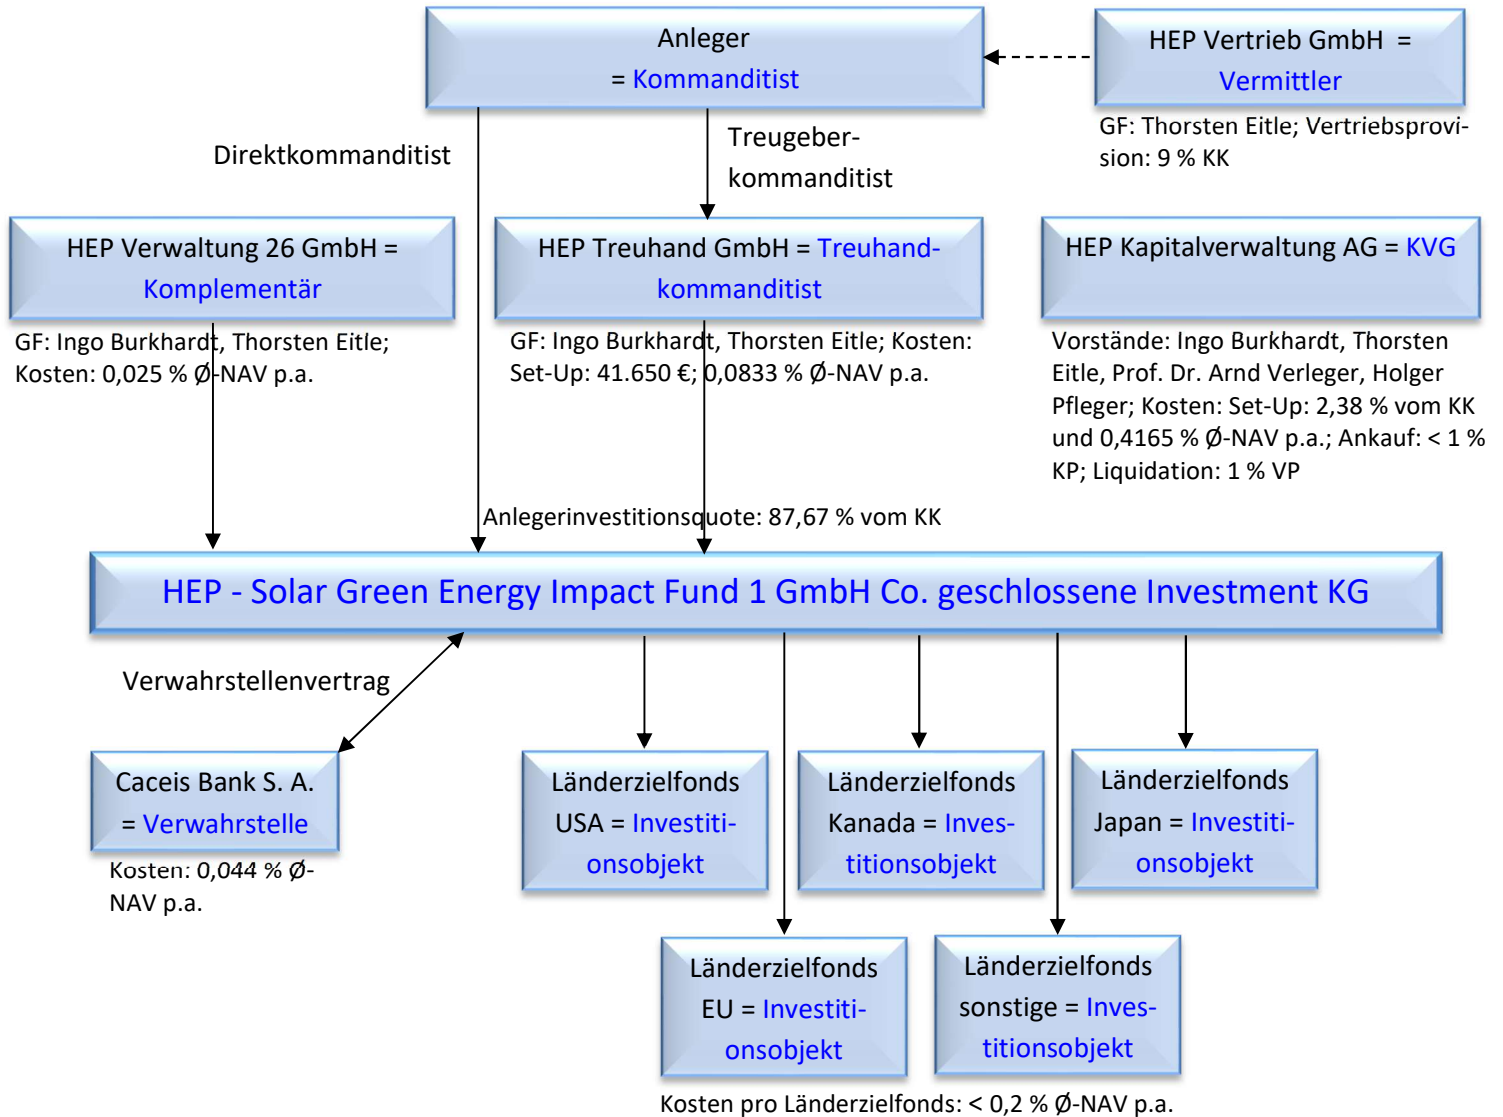 Anleger
= Kommanditist
HEP Vertrieb GmbH =
Vermittler
GF: Thorsten Eitle; Vertriebsprovi-
sion: 9 % KK
Direktkommanditist
Treugeber-
kommanditist
HEP Verwaltung 26 GmbH =
Komplementär
GF: Ingo Burkhardt, Thorsten Eitle;
Kosten: 0,025 % Ø-NAV p.a.
HEP Treuhand GmbH = Treuhand-
kommanditist
GF: Ingo Burkhardt, Thorsten Eitle; Kosten:
Set-Up: 41.650 €; 0,0833 % Ø-NAV p.a.
HEP Kapitalverwaltung AG = KVG
Vorstände: Ingo Burkhardt, Thorsten
Eitle, Prof. Dr. Arnd Verleger, Holger
Pfleger; Kosten: Set-Up: 2,38 % vom KK
und 0,4165 % Ø-NAV p.a.; Ankauf: < 1 %
KP; Liquidation: 1 % VP
Anlegerinvestitionsquote: 87,67 % vom KK
HEP - Solar Green Energy Impact Fund 1 GmbH Co. geschlossene Investment KG
Verwahrstellenvertrag
Caceis Bank S. A.
= Verwahrstelle
Kosten: 0,044 % Ø-
NAV p.a.
Länderzielfonds
USA = Investiti-
onsobjekt
Länderzielfonds
Kanada = Inves-
titionsobjekt
Länderzielfonds
Japan = Investiti-
onsobjekt
Länderzielfonds
EU = Investiti-
onsobjekt
Länderzielfonds
sonstige = Inves-
titionsobjekt
Kosten pro Länderzielfonds: < 0,2 % Ø-NAV p.a.